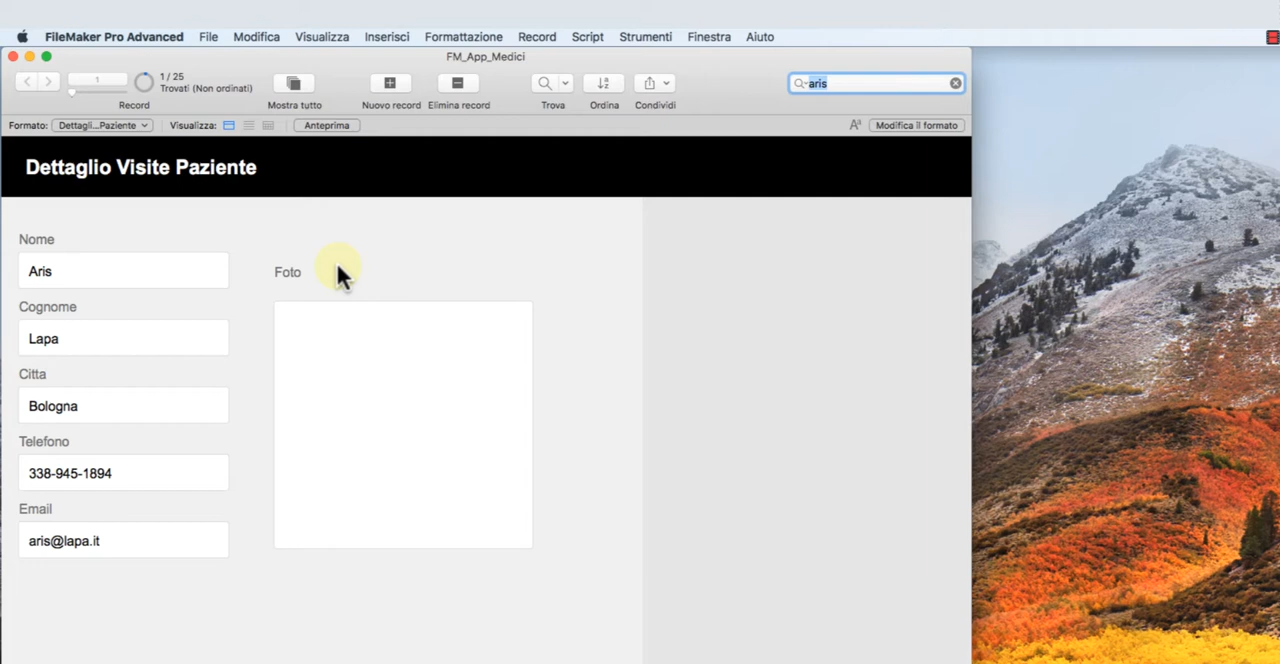 FileMaker Pro Advanced File Modifica Visualizza Inserisci Formattazione Record Script Strumenti Finestra Aiuto
FM_App_Medici
1
1 / 25
Trovati (Non ordinati)
aris
Record Mostra tutto Nuovo record Elimina record Trova Ordina Condividi
Formato: Dettagli...Paziente Visualizza: Anteprima Aa Modifica il formato
Dettaglio Visite Paziente
Nome
Aris
Foto
Cognome
Lapa
Citta
Bologna
Telefono
338-945-1894
Email
aris@lapa.it